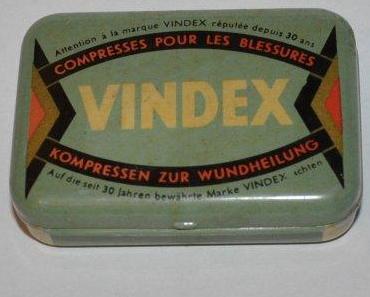 Attention à la marque VINDEX réputée depuis 30 ans
COMPRESSES POUR LES BLESSURES
VINDEX
KOMPRESSEN ZUR WUNDHEILUNG
Auf die seit 30 Jahren bewährte Marke VINDEX achten